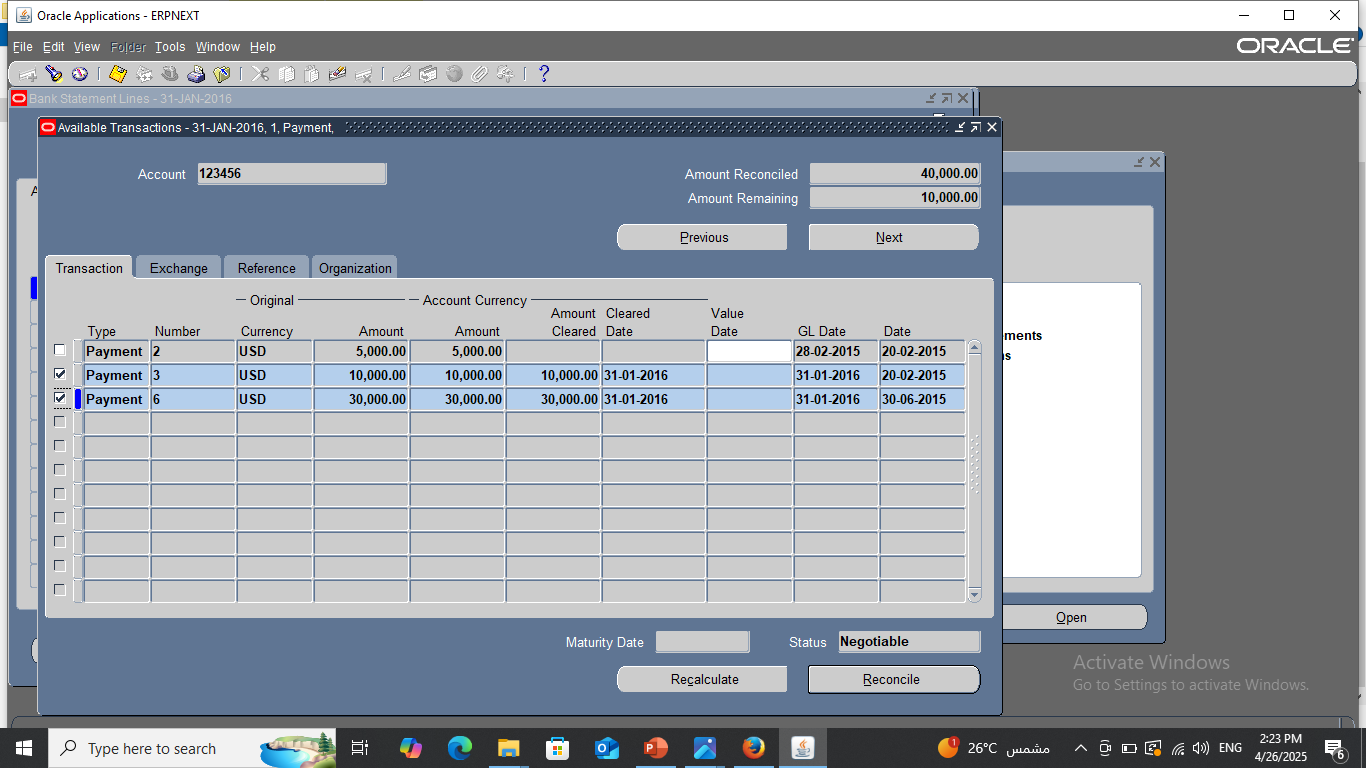 Oracle Applications - ERPNEXT
File Edit View Folder Tools Window Help
ORACLE
Bank Statement Lines - 31-JAN-2016
Available Transactions - 31-JAN-2016, 1, Payment,
Account 123456
Amount Reconciled 40,000.00
Amount Remaining 10,000.00
Previous Next
Transaction Exchange Reference Organization
Original Account Currency
Amount Cleared Value
Type Number Currency Amount Amount Cleared Date Date GL Date Date
Payment 2 USD 5,000.00 5,000.00 28-02-2015 20-02-2015
Payment 3 USD 10,000.00 10,000.00 10,000.00 31-01-2016 31-01-2016 20-02-2015
Payment 6 USD 30,000.00 30,000.00 30,000.00 31-01-2016 31-01-2016 30-06-2015
Maturity Date Status Negotiable
Recalculate Reconcile
Open
Activate Windows
Go to Settings to activate Windows.
Type here to search
1
26°C مشمس
ENG
2:23 PM
4/26/2025
6